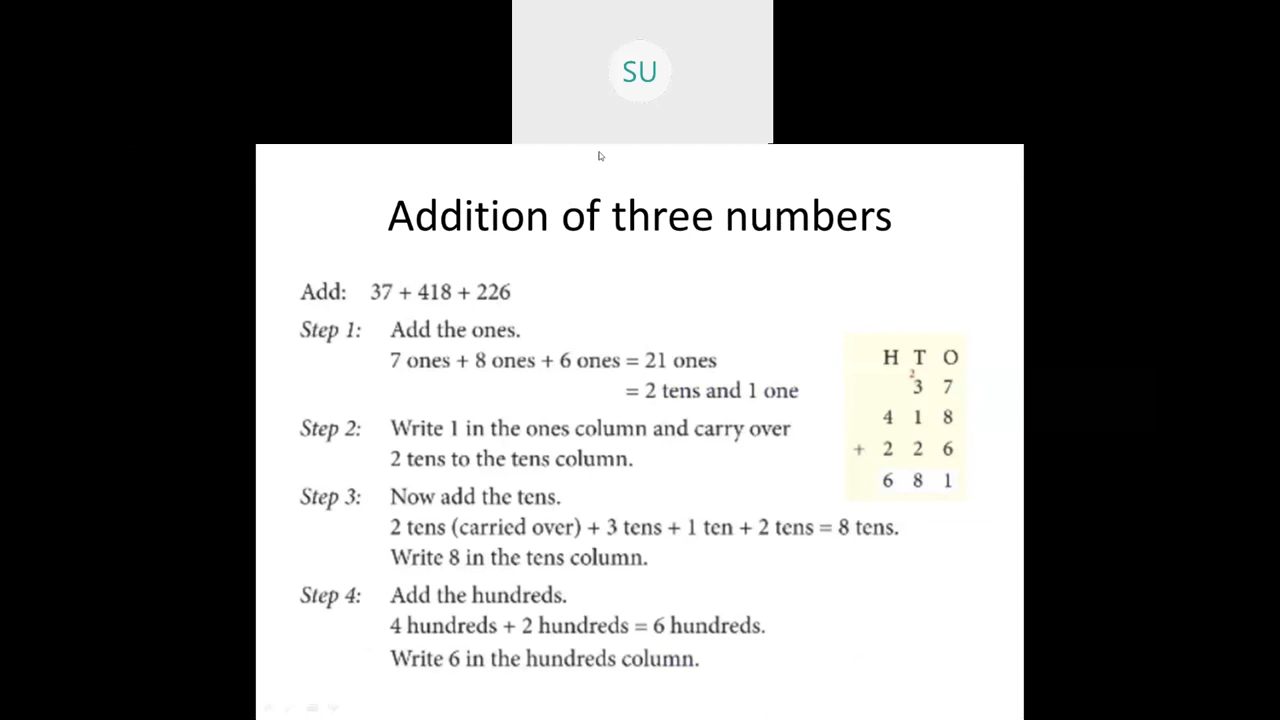 SU
Addition of three numbers
Add: 37 + 418 + 226
Step 1: Add the ones.
7 ones + 8 ones + 6 ones = 21 ones
= 2 tens and 1 one
Step 2: Write 1 in the ones column and carry over
2 tens to the tens column.
Step 3: Now add the tens.
2 tens (carried over) + 3 tens + 1 ten + 2 tens = 8 tens.
Write 8 in the tens column.
Step 4: Add the hundreds.
4 hundreds + 2 hundreds = 6 hundreds.
Write 6 in the hundreds column.
H T O
2
3 7
4 1 8
+ 2 2 6
6 8 1